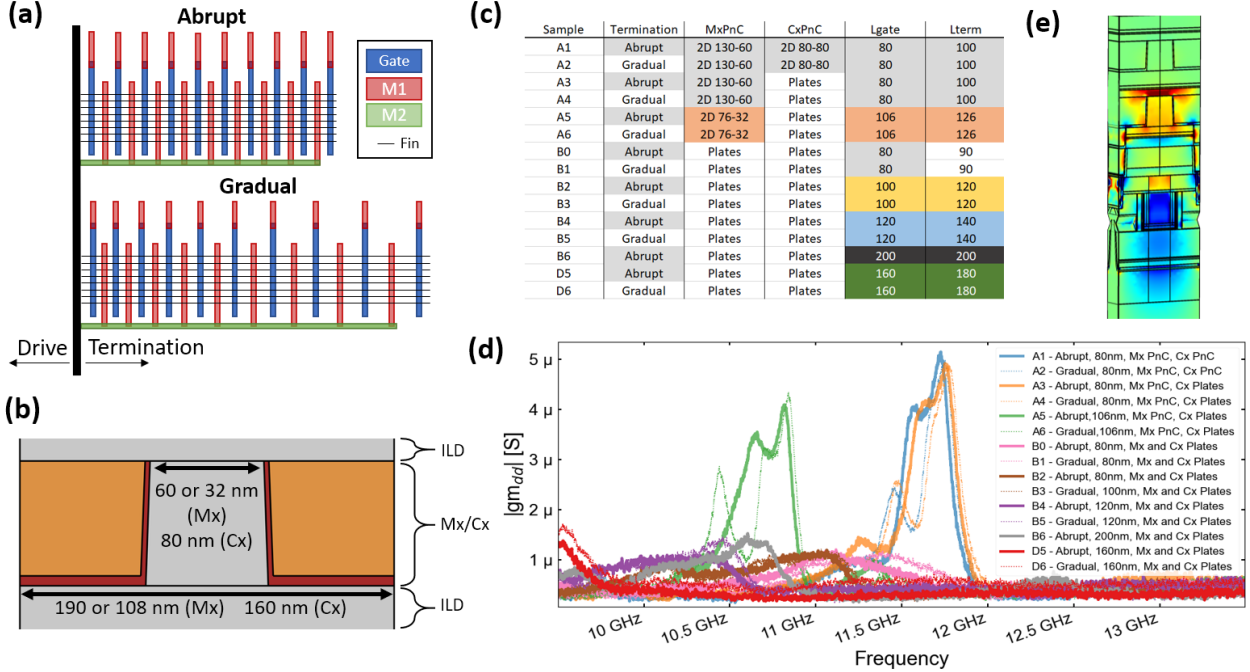 (a)
Abrupt
Gate
M1
M2
Fin
Gradual
Drive
Termination
(b)
ILD
60 or 32 nm
(Mx)
80 nm (Cx)
Mx/Cx
190 or 108 nm (Mx) 160 nm (Cx)
ILD
(c)
Sample Termination MxPnC CxPnC Lgate Lterm
A1 Abrupt 2D 130-60 2D 80-80 80 100
A2 Gradual 2D 130-60 2D 80-80 80 100
A3 Abrupt 2D 130-60 Plates 80 100
A4 Gradual 2D 130-60 Plates 80 100
A5 Abrupt 2D 76-32 Plates 106 126
A6 Gradual 2D 76-32 Plates 106 126
B0 Abrupt Plates Plates 80 90
B1 Gradual Plates Plates 80 90
B2 Abrupt Plates Plates 100 120
B3 Gradual Plates Plates 100 120
B4 Abrupt Plates Plates 120 140
B5 Gradual Plates Plates 120 140
B6 Abrupt Plates Plates 200 200
D5 Abrupt Plates Plates 160 180
D6 Gradual Plates Plates 160 180
(e)
(d)
|gm_dd| [S]
5 μ
4 μ
3 μ
2 μ
1 μ
A1 - Abrupt, 80nm, Mx PnC, Cx PnC
A2 - Gradual, 80nm, Mx PnC, Cx PnC
A3 - Abrupt, 80nm, Mx PnC, Cx Plates
A4 - Gradual, 80nm, Mx PnC, Cx Plates
A5 - Abrupt,106nm, Mx PnC, Cx Plates
A6 - Gradual,106nm, Mx PnC, Cx Plates
B0 - Abrupt, 80nm, Mx and Cx Plates
B1 - Gradual, 80nm, Mx and Cx Plates
B2 - Abrupt, 80nm, Mx and Cx Plates
B3 - Gradual, 100nm, Mx and Cx Plates
B4 - Abrupt, 120nm, Mx and Cx Plates
B5 - Gradual, 120nm, Mx and Cx Plates
B6 - Abrupt, 200nm, Mx and Cx Plates
D5 - Abrupt, 160nm, Mx and Cx Plates
D6 - Gradual, 160nm, Mx and Cx Plates
10 GHz
10.5 GHz
11 GHz
11.5 GHz
12 GHz
12.5 GHz
13 GHz
Frequency